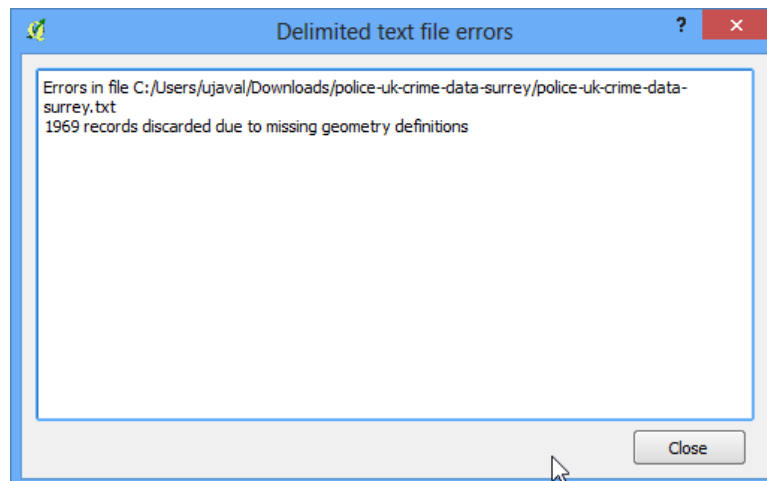 Delimited text file errors
?
×
Errors in file C:/Users/ujaval/Downloads/police-uk-crime-data-surrey/police-uk-crime-data-
surrey.txt
1969 records discarded due to missing geometry definitions
Close